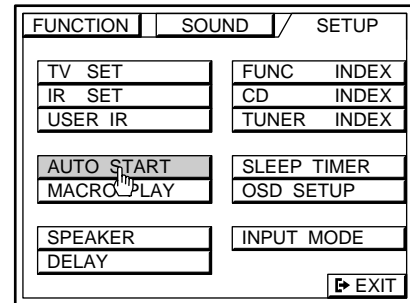 FUNCTION SOUND SETUP
TV SET FUNC INDEX
IR SET CD INDEX
USER IR TUNER INDEX
AUTO START SLEEP TIMER
MACRO PLAY OSD SETUP
SPEAKER INPUT MODE
DELAY
EXIT